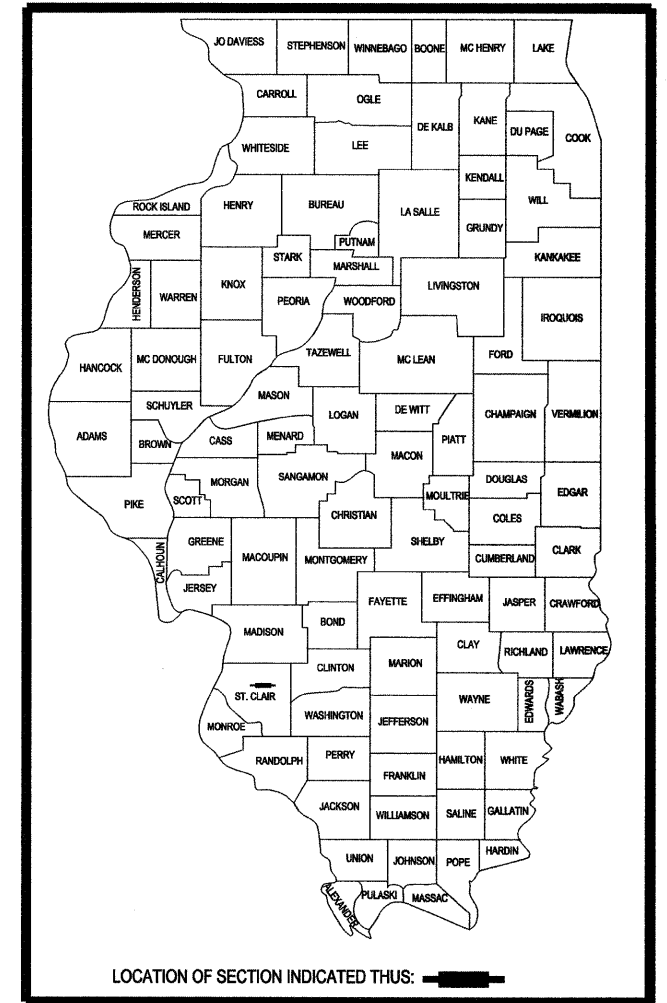 JO DAVIESS
STEPHENSON
WINNEBAGO
BOONE
MC HENRY
LAKE
CARROLL
OGLE
DE KALB
KANE
DU PAGE
COOK
WHITESIDE
LEE
KENDALL
WILL
ROCK ISLAND
HENRY
BUREAU
LA SALLE
GRUNDY
MERCER
PUTNAM
STARK
MARSHALL
KANKAKEE
HENDERSON
WARREN
KNOX
PEORIA
WOODFORD
LIVINGSTON
IROQUOIS
HANCOCK
MC DONOUGH
FULTON
TAZEWELL
MC LEAN
FORD
SCHUYLER
MASON
LOGAN
DE WITT
CHAMPAIGN
VERMILION
ADAMS
BROWN
CASS
MENARD
MACON
PIATT
PIKE
SCOTT
MORGAN
SANGAMON
MOULTRIE
DOUGLAS
EDGAR
CHRISTIAN
COLES
CALHOUN
GREENE
MACOUPIN
MONTGOMERY
SHELBY
CUMBERLAND
CLARK
JERSEY
FAYETTE
EFFINGHAM
JASPER
CRAWFORD
MADISON
BOND
CLAY
RICHLAND
LAWRENCE
CLINTON
MARION
ST. CLAIR
WASHINGTON
WAYNE
EDWARDS
WABASH
MONROE
JEFFERSON
RANDOLPH
PERRY
HAMILTON
WHITE
FRANKLIN
JACKSON
WILLIAMSON
SALINE
GALLATIN
UNION
JOHNSON
POPE
HARDIN
ALEXANDER
PULASKI
MASSAC
LOCATION OF SECTION INDICATED THUS: